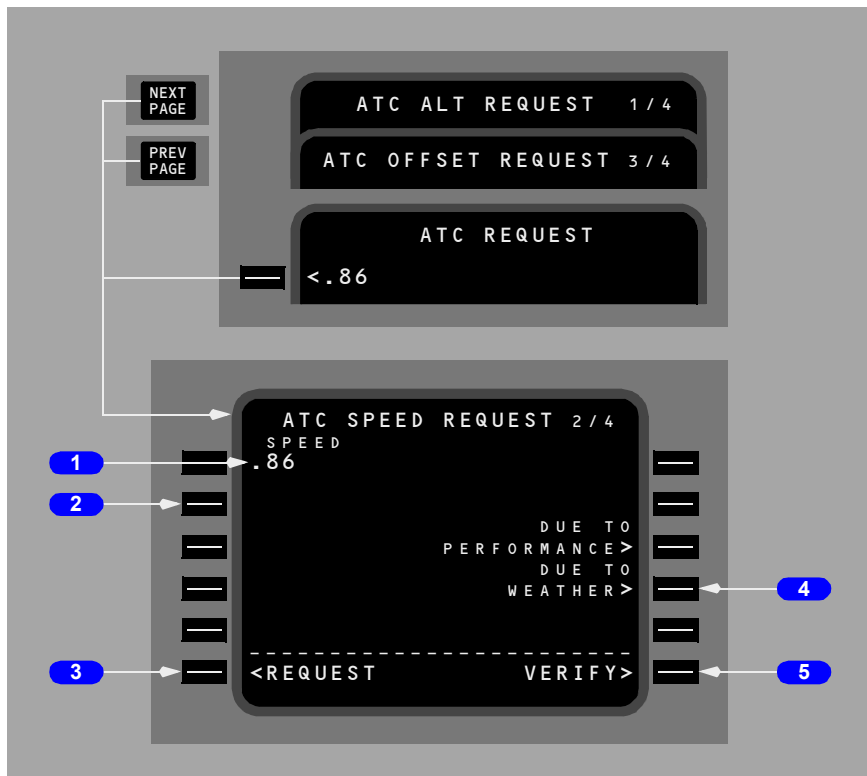 NEXT
PAGE
ATC ALT REQUEST 1/4
PREV
PAGE
ATC OFFSET REQUEST 3/4
ATC REQUEST
<.86
ATC SPEED REQUEST 2/4
SPEED
1
.86
2
DUE TO
PERFORMANCE>
DUE TO
WEATHER>
4
3
<REQUEST VERIFY>
5